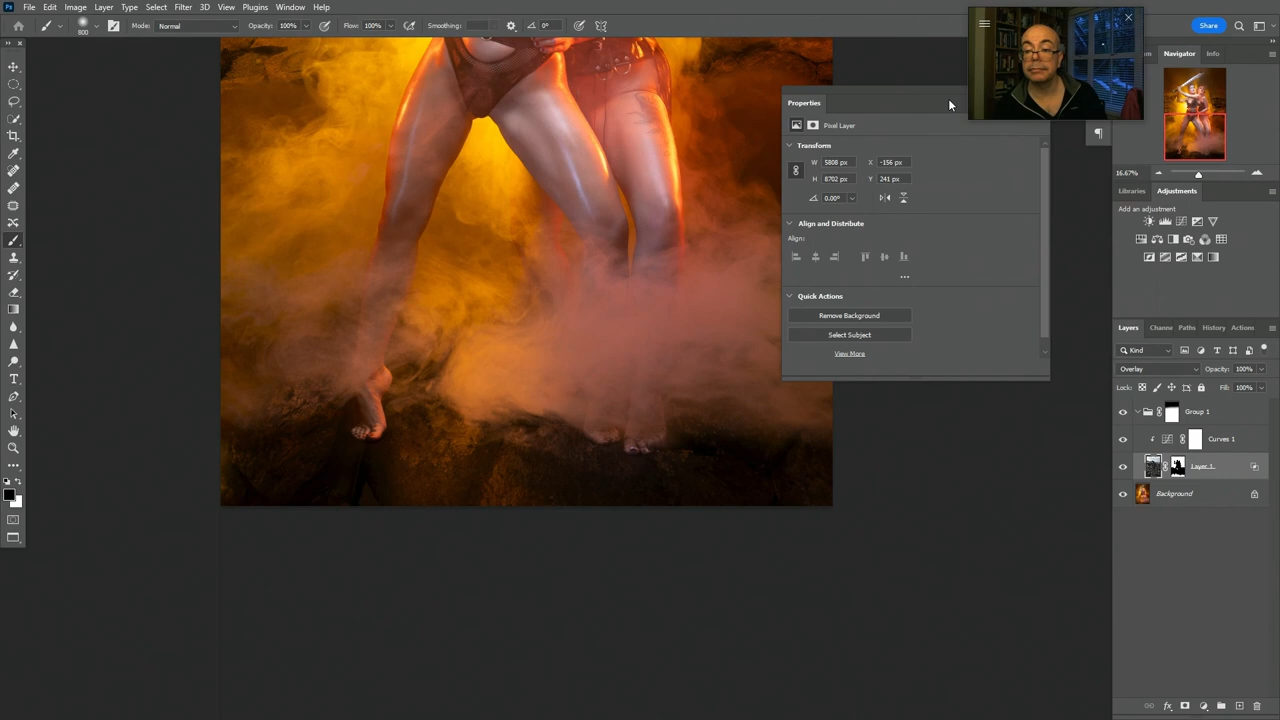 Ps File Edit Image Layer Type Select Filter 3D View Plugins Window Help
800 Mode: Normal Opacity: 100% Flow: 100% Smoothing: 0° Share
Navigator Info
Properties
Pixel Layer
Transform
W 5808 px X -156 px
H 8702 px Y 241 px
0.00°
Align and Distribute
Align:
Quick Actions
Remove Background
Select Subject
View More
16.67%
Libraries Adjustments
Add an adjustment
Layers Channe Paths History Actions
Kind
Overlay Opacity: 100%
Lock: Fill: 100%
Group 1
Curves 1
Layer 1
Background